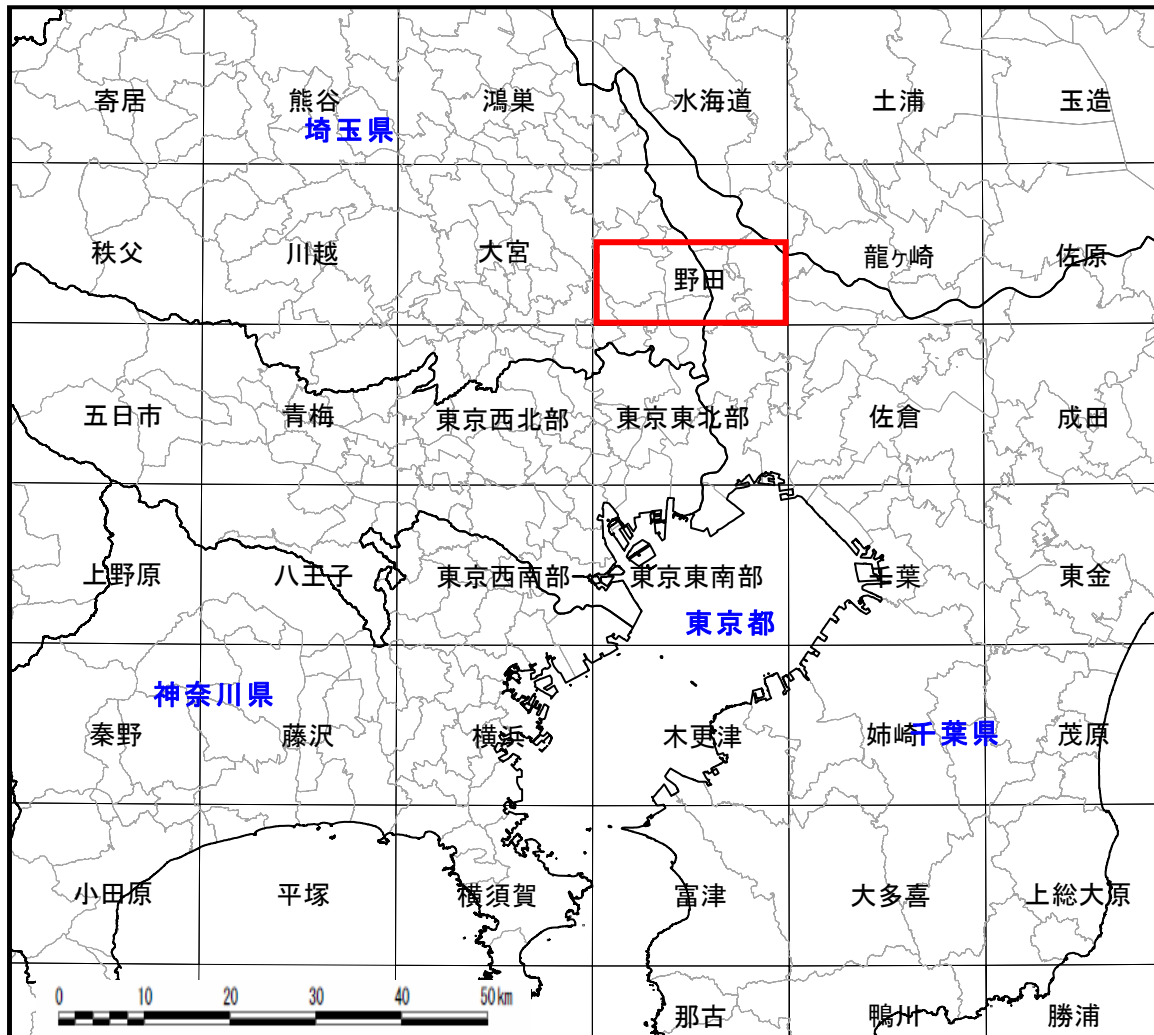 寄居 熊谷 鴻巣 水海道 土浦 玉造
埼玉県
秩父 川越 大宮 野田 龍ヶ崎 佐原
五日市 青梅 東京西北部 東京東北部 佐倉 成田
上野原 八王子 東京西南部 東京東南部 千葉 東金
東京都
神奈川県
秦野 藤沢 横浜 木更津 姉崎 千葉県 茂原
小田原 平塚 横須賀 富津 大多喜 上総大原
0 10 20 30 40 50km
那古 鴨川 勝浦